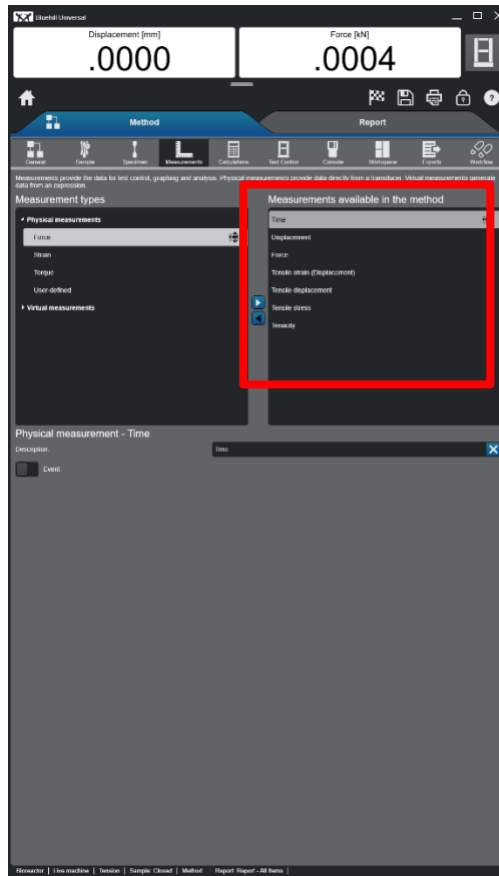 Bluehill Universal
Displacement [mm]
.0000
Force [kN]
.0004
Method
Report
General
Sample
Specimen
Measurements
Calculations
Test Control
Console
Workspace
Exports
Workflow
Measurements provide the data for test control, graphing and analysis. Physical measurements provide data directly from a transducer. Virtual measurements generate
data from an expression.
Measurement types
Physical measurements
Force
Strain
Torque
User-defined
Virtual measurements
Measurements available in the method
Time
Displacement
Force
Tensile strain (Displacement)
Tensile displacement
Tensile stress
Tenacity
Physical measurement - Time
Description:
Time
Event
Bioreactor | Live machine | Tension | Sample: Closed | Method: | Report: Report - All Items |